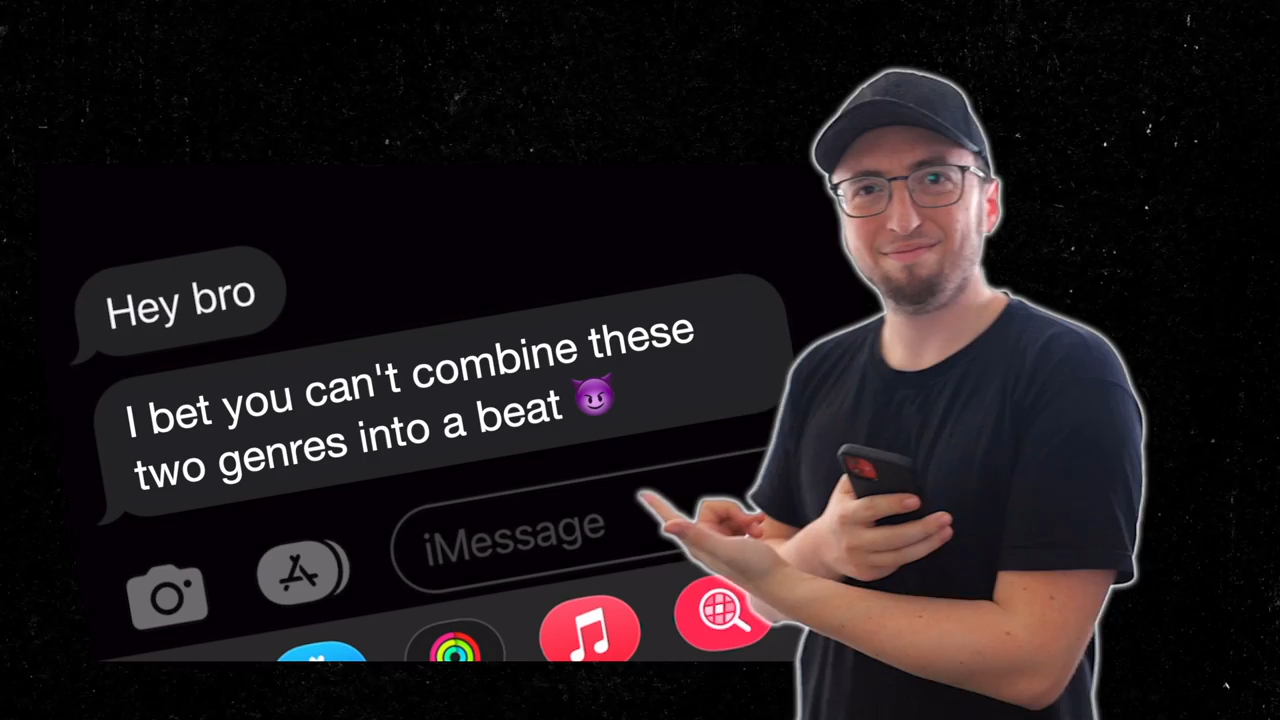 Hey bro
I bet you can't combine these
two genres into a beat 😈
iMessage